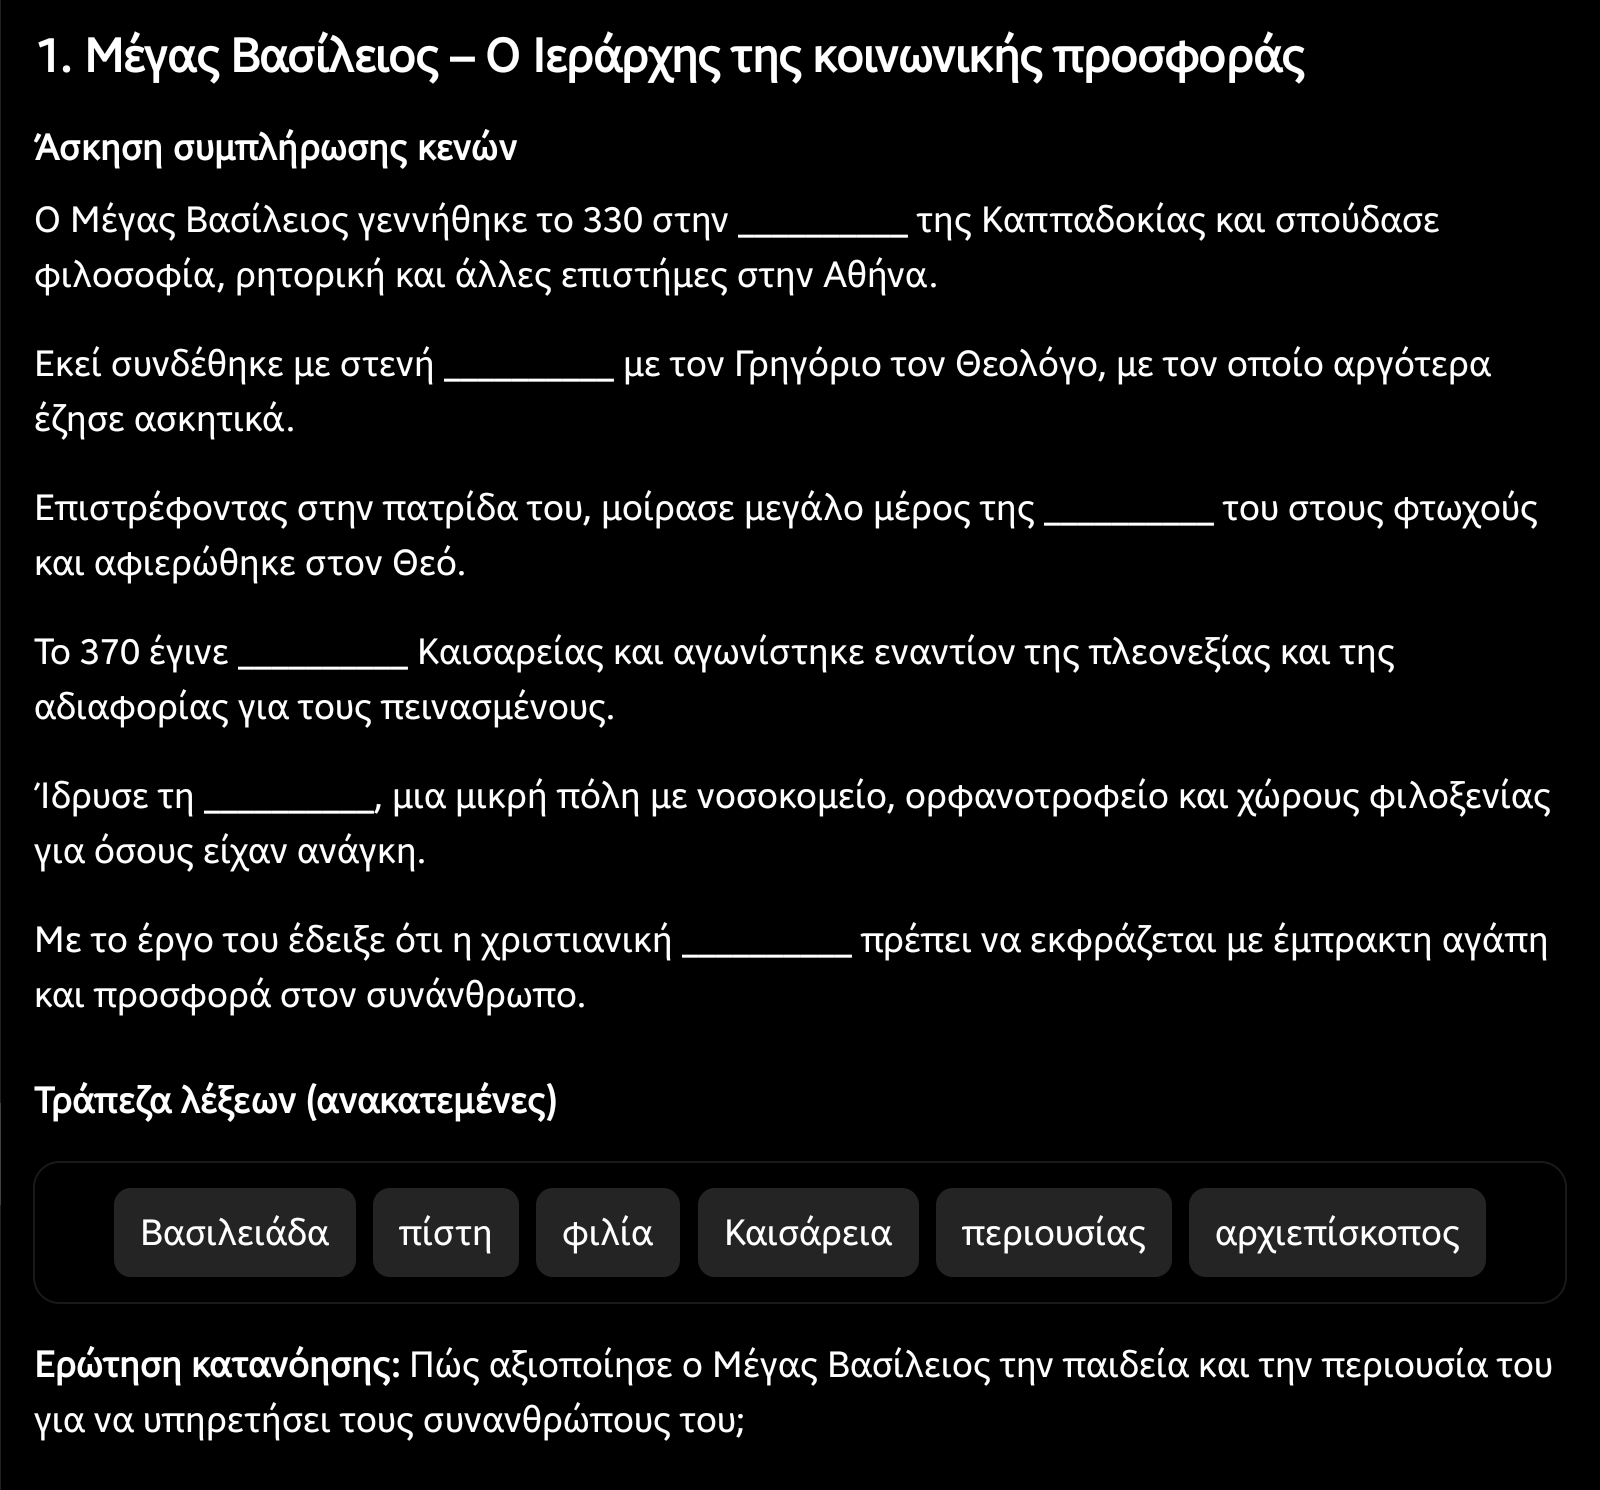 1. Μέγας Βασίλειος – Ο Ιεράρχης της κοινωνικής προσφοράς
Άσκηση συμπλήρωσης κενών
Ο Μέγας Βασίλειος γεννήθηκε το 330 στην __________ της Καππαδοκίας και σπούδασε
φιλοσοφία, ρητορική και άλλες επιστήμες στην Αθήνα.
Εκεί συνδέθηκε με στενή __________ με τον Γρηγόριο τον Θεολόγο, με τον οποίο αργότερα
έζησε ασκητικά.
Επιστρέφοντας στην πατρίδα του, μοίρασε μεγάλο μέρος της __________ του στους φτωχούς
και αφιερώθηκε στον Θεό.
Το 370 έγινε __________ Καισαρείας και αγωνίστηκε εναντίον της πλεονεξίας και της
αδιαφορίας για τους πεινασμένους.
Ίδρυσε τη __________, μια μικρή πόλη με νοσοκομείο, ορφανοτροφείο και χώρους φιλοξενίας
για όσους είχαν ανάγκη.
Με το έργο του έδειξε ότι η χριστιανική __________ πρέπει να εκφράζεται με έμπρακτη αγάπη
και προσφορά στον συνάνθρωπο.
Τράπεζα λέξεων (ανακατεμένες)
Βασιλειάδα πίστη φιλία Καισάρεια περιουσίας αρχιεπίσκοπος
Ερώτηση κατανόησης: Πώς αξιοποίησε ο Μέγας Βασίλειος την παιδεία και την περιουσία του
για να υπηρετήσει τους συνανθρώπους του;